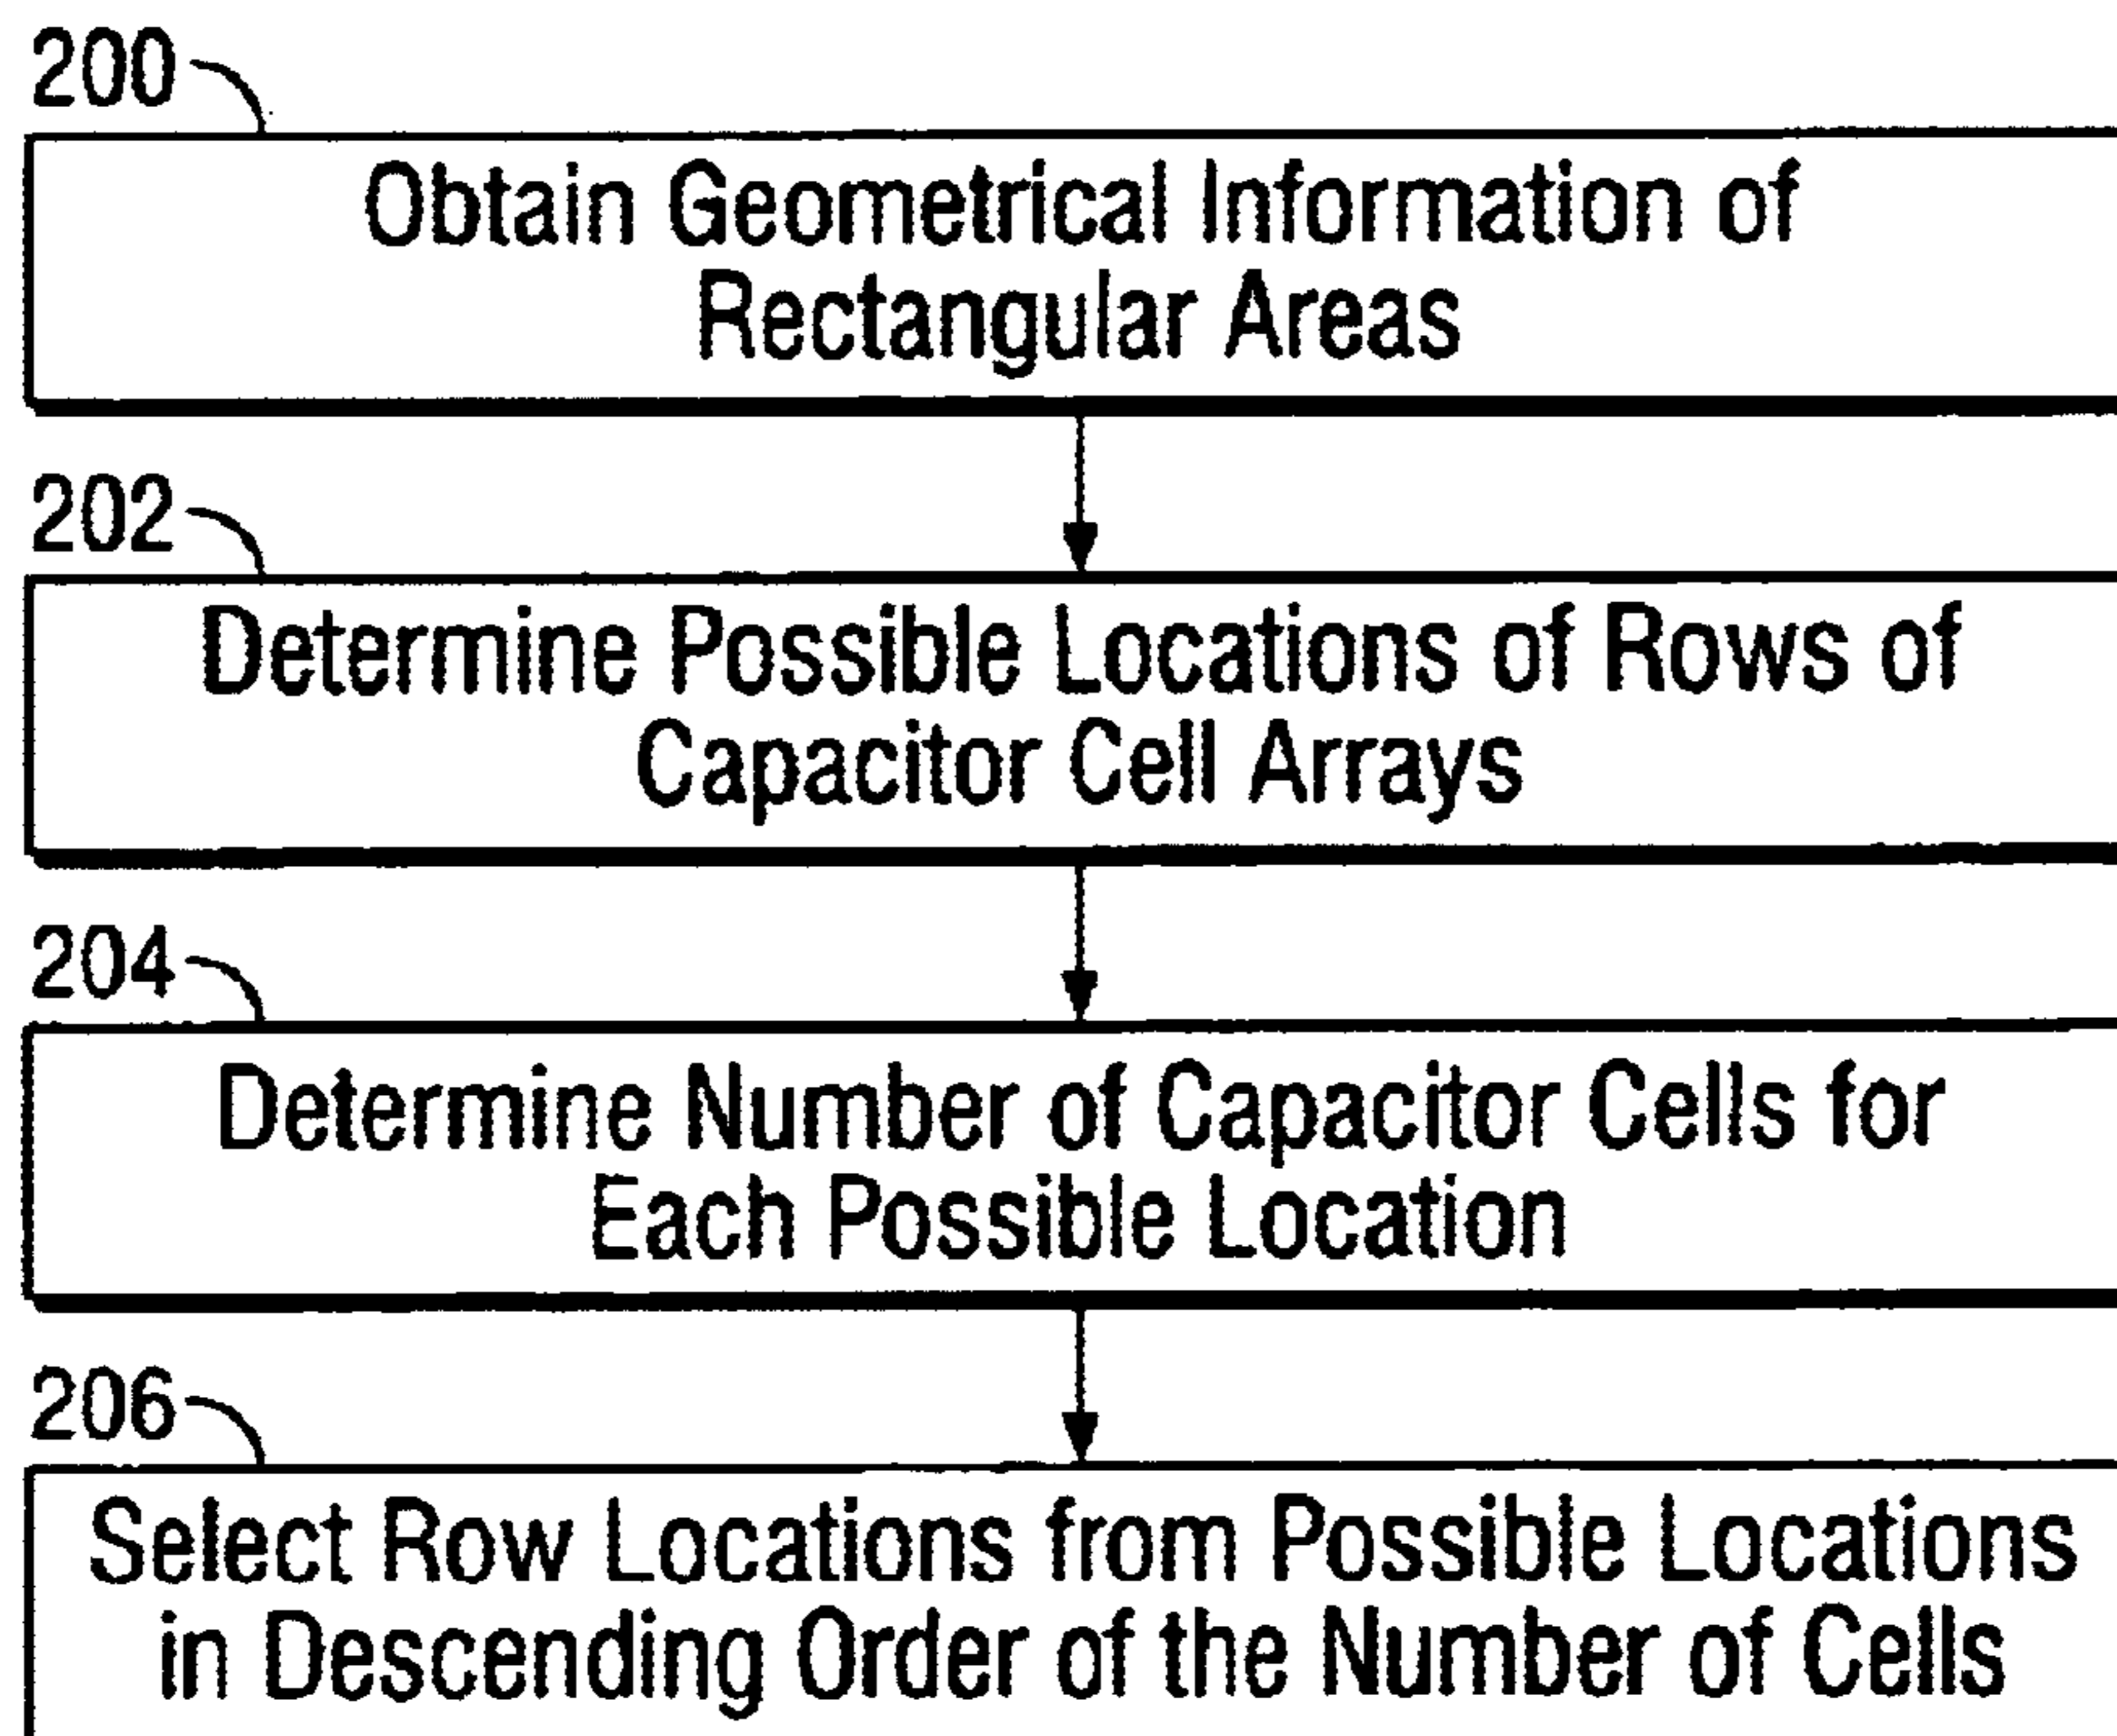 200
Obtain Geometrical Information of
Rectangular Areas
202
Determine Possible Locations of Rows of
Capacitor Cell Arrays
204
Determine Number of Capacitor Cells for
Each Possible Location
206
Select Row Locations from Possible Locations
in Descending Order of the Number of Cells